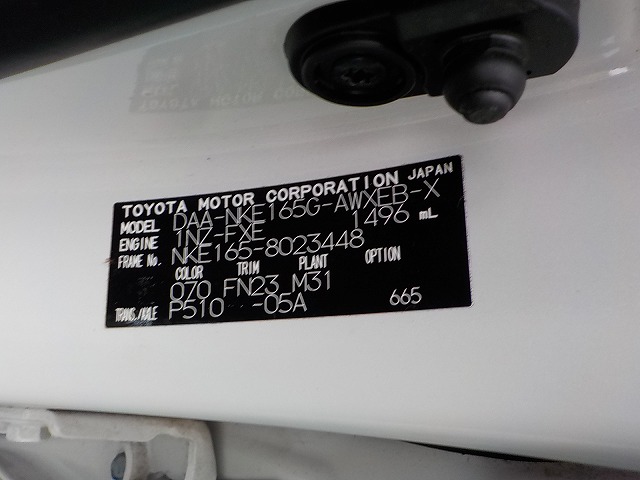 TOYOTA MOTOR CORPORATION JAPAN
MODEL DAA-NKE165G-AWXEB-X
ENGINE 1NZ-FXE 1496 mL
FRAME No. NKE165-8023448
COLOR TRIM PLANT OPTION
070 FN23 M31
TRANS./AXLE P510 -05A 665